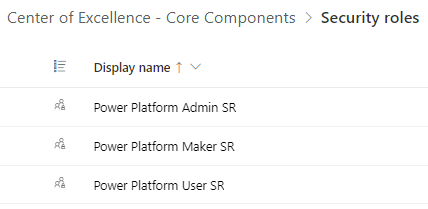 Center of Excellence - Core Components > Security roles
Display name ↑
Power Platform Admin SR
Power Platform Maker SR
Power Platform User SR